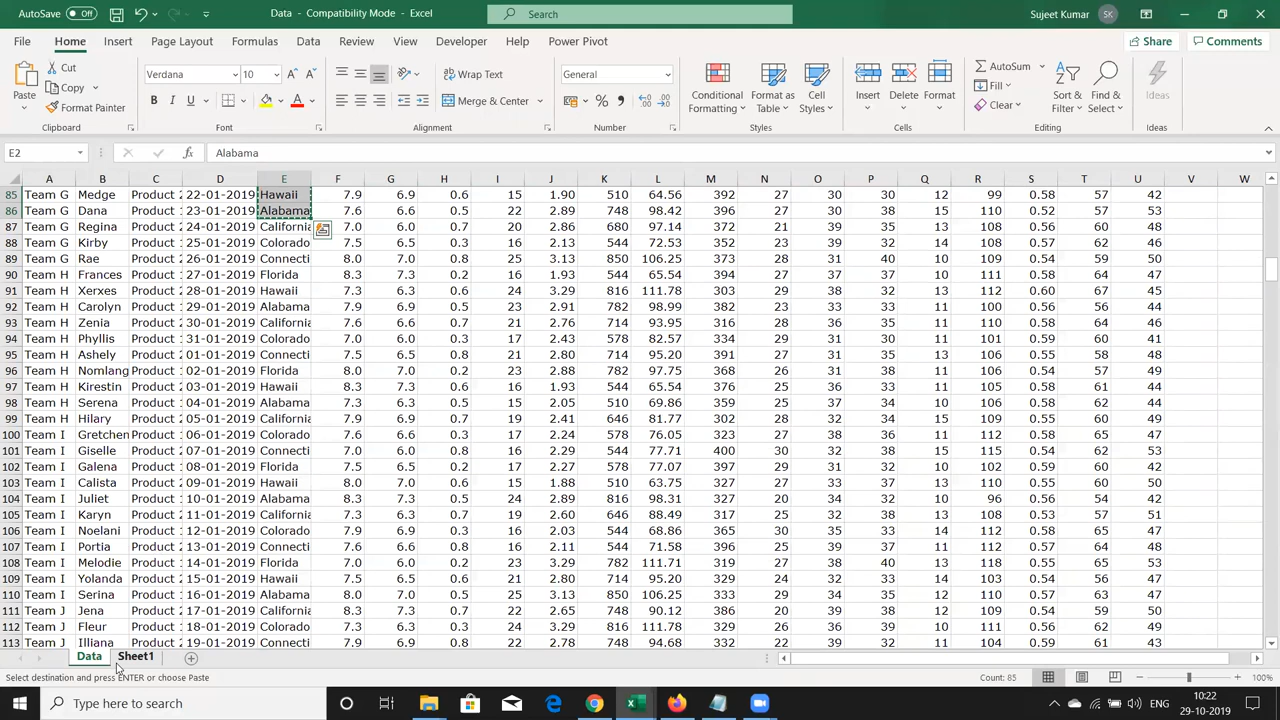 AutoSave Off Data - Compatibility Mode - Excel Search Sujeet Kumar SK
File Home Insert Page Layout Formulas Data Review View Developer Help Power Pivot Share Comments
Cut Verdana 10 Wrap Text General AutoSum
Copy Fill
Paste Format Painter Merge & Center Conditional Formatting Format as Table Cell Styles Insert Delete Format Clear Sort & Filter Find & Select Ideas
Clipboard Font Alignment Number Styles Cells Editing Ideas
E2 fx Alabama
A B C D E F G H I J K L M N O P Q R S T U V W
85 Team G Medge Product 22-01-2019 Hawaii 7.9 6.9 0.6 15 1.90 510 64.56 392 27 30 30 12 99 0.58 57 42
86 Team G Dana Product 23-01-2019 Alabama 7.6 6.6 0.5 22 2.89 748 98.42 396 27 38 38 15 110 0.52 57 53
87 Team G Regina Product 24-01-2019 California 7.0 6.0 0.7 20 2.86 680 97.14 372 21 39 35 13 108 0.56 60 48
88 Team G Kirby Product 25-01-2019 Colorado 7.5 6.5 0.3 16 2.13 544 72.53 352 23 39 32 14 108 0.57 62 46
89 Team G Rae Product 26-01-2019 Connecti 8.0 7.0 0.8 25 3.13 850 106.25 373 28 31 40 10 109 0.54 59 50
90 Team H Frances Product 27-01-2019 Florida 8.3 7.3 0.2 16 1.93 544 65.54 394 27 33 37 10 111 0.58 64 47
91 Team H Xerxes Product 28-01-2019 Hawaii 7.3 6.3 0.6 24 3.29 816 111.78 303 29 38 32 13 112 0.60 67 45
92 Team H Carolyn Product 29-01-2019 Alabama 7.9 6.9 0.5 23 2.91 782 98.99 382 23 33 33 11 100 0.56 56 44
93 Team H Zenia Product 30-01-2019 California 7.6 6.6 0.7 21 2.76 714 93.95 316 28 36 35 11 110 0.58 64 46
94 Team H Phyllis Product 31-01-2019 Colorado 7.0 6.0 0.3 17 2.43 578 82.57 334 29 31 30 13 114 0.59 60 41
95 Team H Ashely Product 01-01-2019 Connecti 7.5 6.5 0.8 21 2.80 714 95.20 391 27 31 35 13 106 0.55 58 48
96 Team H Nomlang Product 02-01-2019 Florida 8.0 7.0 0.2 23 2.88 782 97.75 368 26 31 38 11 106 0.54 57 44
97 Team H Kirestin Product 03-01-2019 Hawaii 8.3 7.3 0.6 16 1.93 544 65.54 376 25 36 33 10 105 0.58 61 44
98 Team H Serena Product 04-01-2019 Alabama 7.3 6.3 0.5 15 2.05 510 69.86 359 25 37 34 10 106 0.58 62 44
99 Team H Hilary Product 05-01-2019 California 7.9 6.9 0.7 19 2.41 646 81.77 302 28 32 34 15 109 0.55 60 49
100 Team I Gretchen Product 06-01-2019 Colorado 7.6 6.6 0.3 17 2.24 578 76.05 323 27 38 36 11 112 0.58 65 47
101 Team I Giselle Product 07-01-2019 Connecti 7.0 6.0 0.8 16 2.29 544 77.71 400 30 32 38 15 115 0.55 63 52
102 Team I Galena Product 08-01-2019 Florida 7.5 6.5 0.2 17 2.27 578 77.07 397 29 31 32 10 102 0.59 60 42
103 Team I Calista Product 09-01-2019 Hawaii 8.0 7.0 0.6 15 1.88 510 63.75 327 27 33 37 13 110 0.55 60 50
104 Team I Juliet Product 10-01-2019 Alabama 8.3 7.3 0.5 24 2.89 816 98.31 327 20 34 32 10 96 0.56 54 42
105 Team I Karyn Product 11-01-2019 California 7.3 6.3 0.7 19 2.60 646 88.49 317 25 32 38 13 108 0.53 57 51
106 Team I Noelani Product 12-01-2019 Colorado 7.9 6.9 0.3 16 2.03 544 68.86 365 30 35 33 14 112 0.58 65 47
107 Team I Portia Product 13-01-2019 Connecti 7.6 6.6 0.8 16 2.11 544 71.58 396 25 39 37 11 112 0.57 64 48
108 Team I Melodie Product 14-01-2019 Florida 7.0 6.0 0.2 23 3.29 782 111.71 319 27 38 40 13 118 0.55 65 53
109 Team I Yolanda Product 15-01-2019 Hawaii 7.5 6.5 0.6 21 2.80 714 95.20 329 24 32 33 14 103 0.54 56 47
110 Team I Serina Product 16-01-2019 Alabama 8.0 7.0 0.5 25 3.13 850 106.25 333 29 34 35 12 110 0.57 63 47
111 Team J Jena Product 17-01-2019 California 8.3 7.3 0.7 22 2.65 748 90.12 386 20 39 34 11 104 0.57 59 45
112 Team J Fleur Product 18-01-2019 Colorado 7.3 6.3 0.3 24 3.29 816 111.78 329 30 36 35 10 111 0.59 66 45
113 Team J Illiana Product 19-01-2019 Connecti 7.9 6.9 0.8 22 2.78 748 94.68 332 22 39 32 11 104 0.59 61 43
Data Sheet1
Select destination and press ENTER or choose Paste Count: 85 100%
Type here to search ENG 10:22
29-10-2019